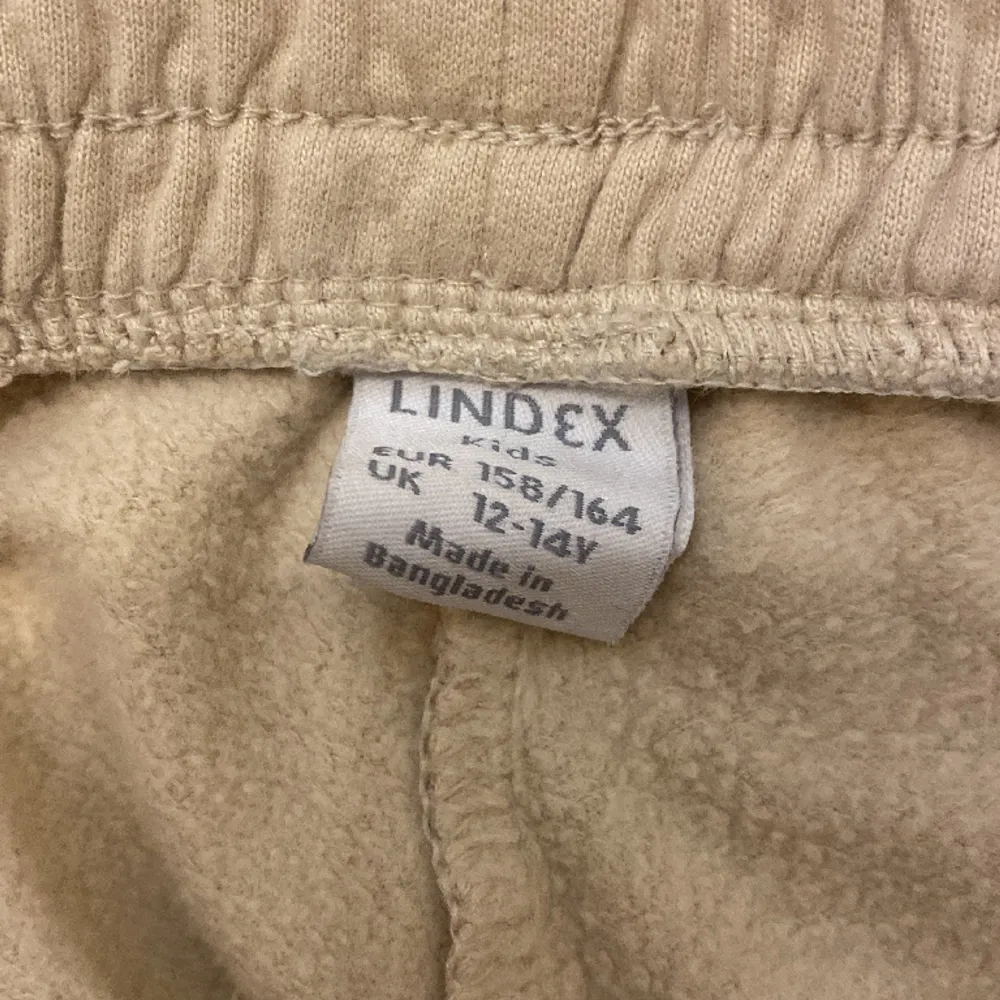 LINDEX
Kids
EUR 158/164
UK 12-14Y
Made in
Bangladesh